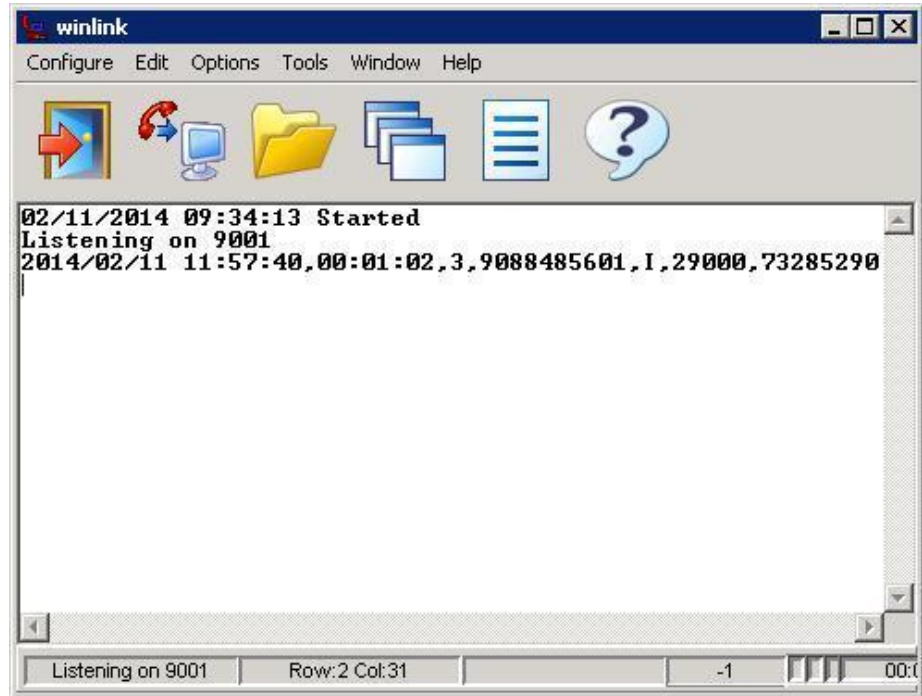 winlink
Configure Edit Options Tools Window Help
02/11/2014 09:34:13 Started
Listening on 9001
2014/02/11 11:57:40,00:01:02,3,9088485601,I,29000,73285290
Listening on 9001 Row:2 Col:31 -1